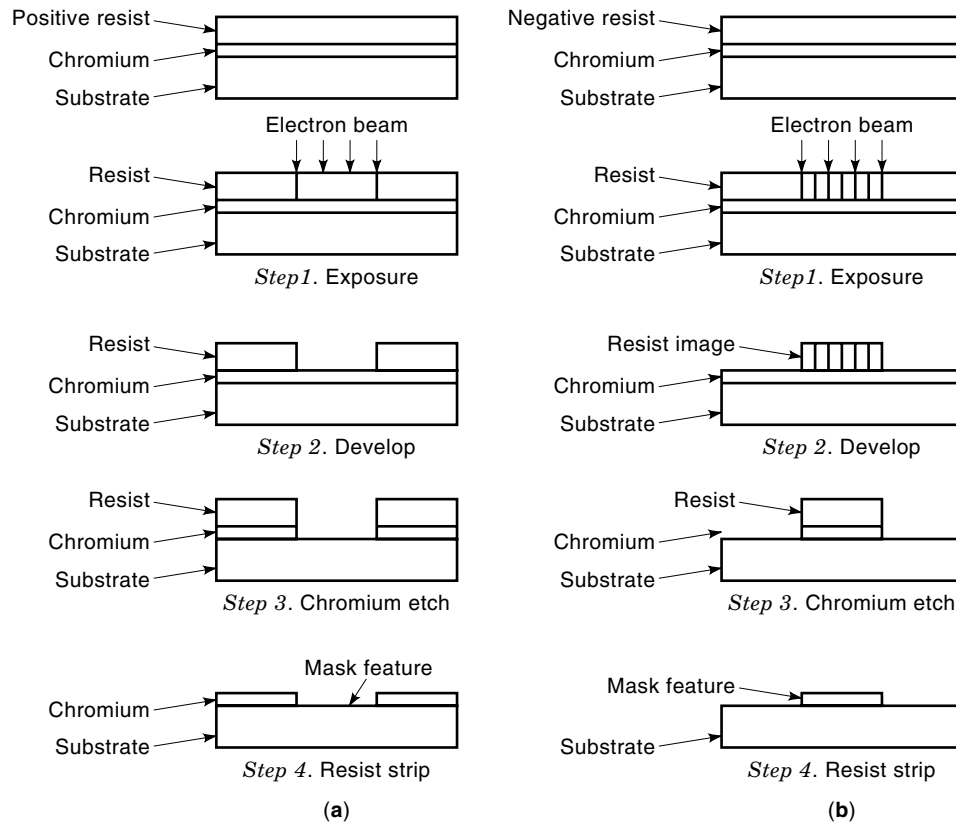 Positive resist
Chromium
Substrate
Electron beam
Resist
Chromium
Substrate
Step1. Exposure
Resist
Chromium
Substrate
Step 2. Develop
Resist
Chromium
Substrate
Step 3. Chromium etch
Mask feature
Chromium
Substrate
Step 4. Resist strip
(a)
Negative resist
Chromium
Substrate
Electron beam
Resist
Chromium
Substrate
Step1. Exposure
Resist image
Chromium
Substrate
Step 2. Develop
Resist
Chromium
Substrate
Step 3. Chromium etch
Mask feature
Substrate
Step 4. Resist strip
(b)